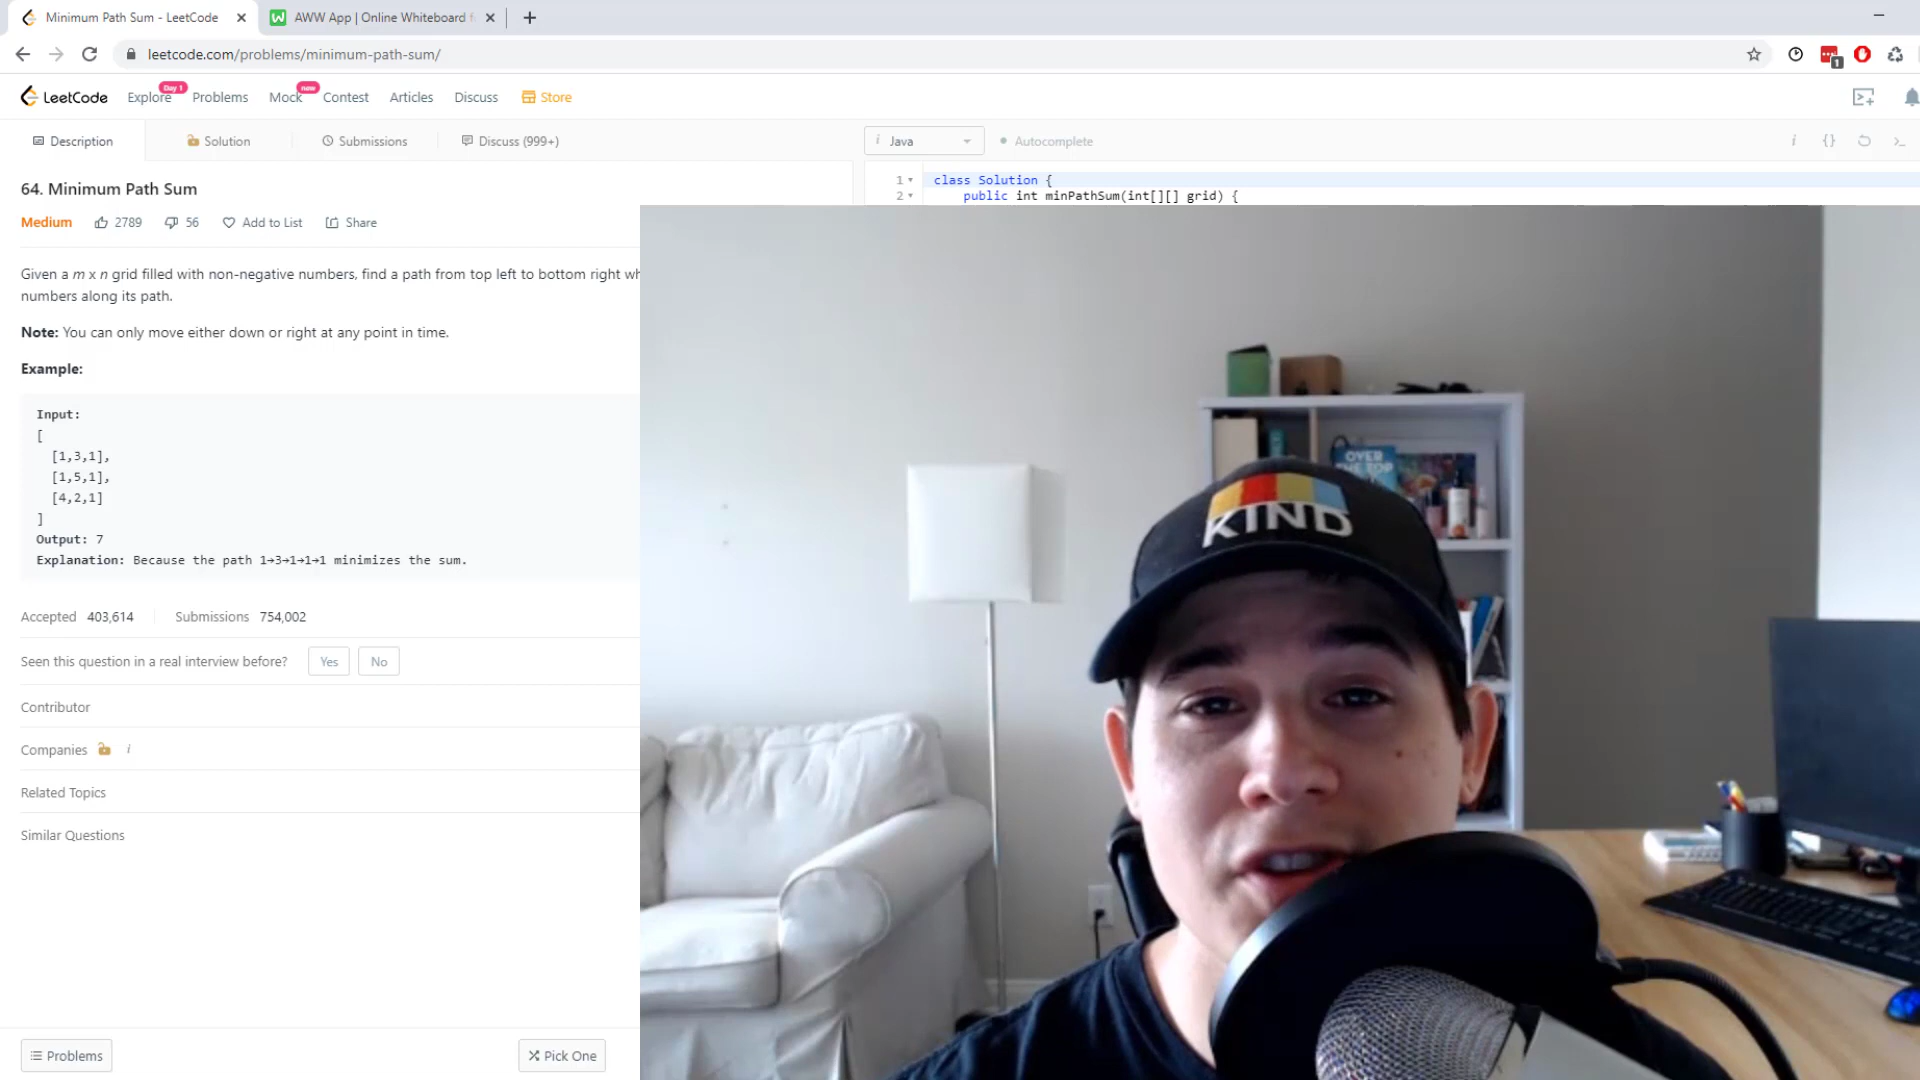 Minimum Path Sum - LeetCode
AWW App | Online Whiteboard f
leetcode.com/problems/minimum-path-sum/
1
LeetCode
Explore
Day 1
Problems
Mock
new
Contest
Articles
Discuss
Store
Description
Solution
Submissions
Discuss (999+)
i Java
Autocomplete
i {} >_
64. Minimum Path Sum
Medium 2789 56 Add to List Share
1 class Solution {
2 public int minPathSum(int[][] grid) {
Given a m x n grid filled with non-negative numbers, find a path from top left to bottom right wh
numbers along its path.
Note: You can only move either down or right at any point in time.
Example:
Input:
[
[1,3,1],
[1,5,1],
[4,2,1]
]
Output: 7
Explanation: Because the path 1→3→1→1→1 minimizes the sum.
Accepted 403,614 Submissions 754,002
Seen this question in a real interview before? Yes No
Contributor
Companies i
Related Topics
Similar Questions
Problems
Pick One
OVER
THE TOP
KIND